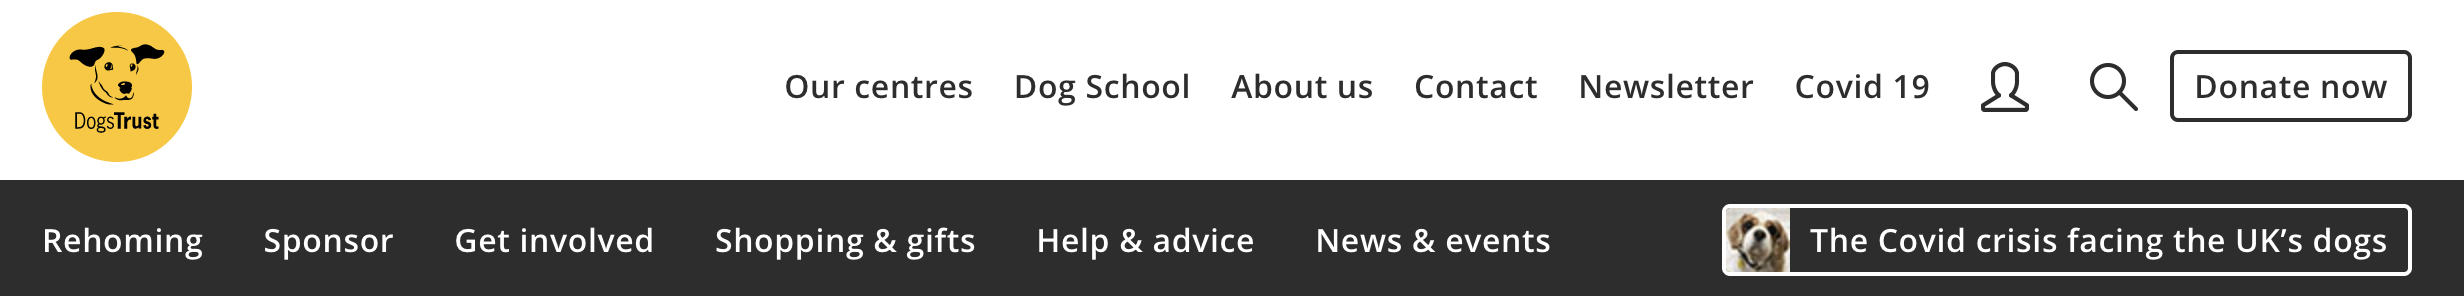 DogsTrust
Our centres Dog School About us Contact Newsletter Covid 19 Donate now
Rehoming Sponsor Get involved Shopping & gifts Help & advice News & events The Covid crisis facing the UK’s dogs